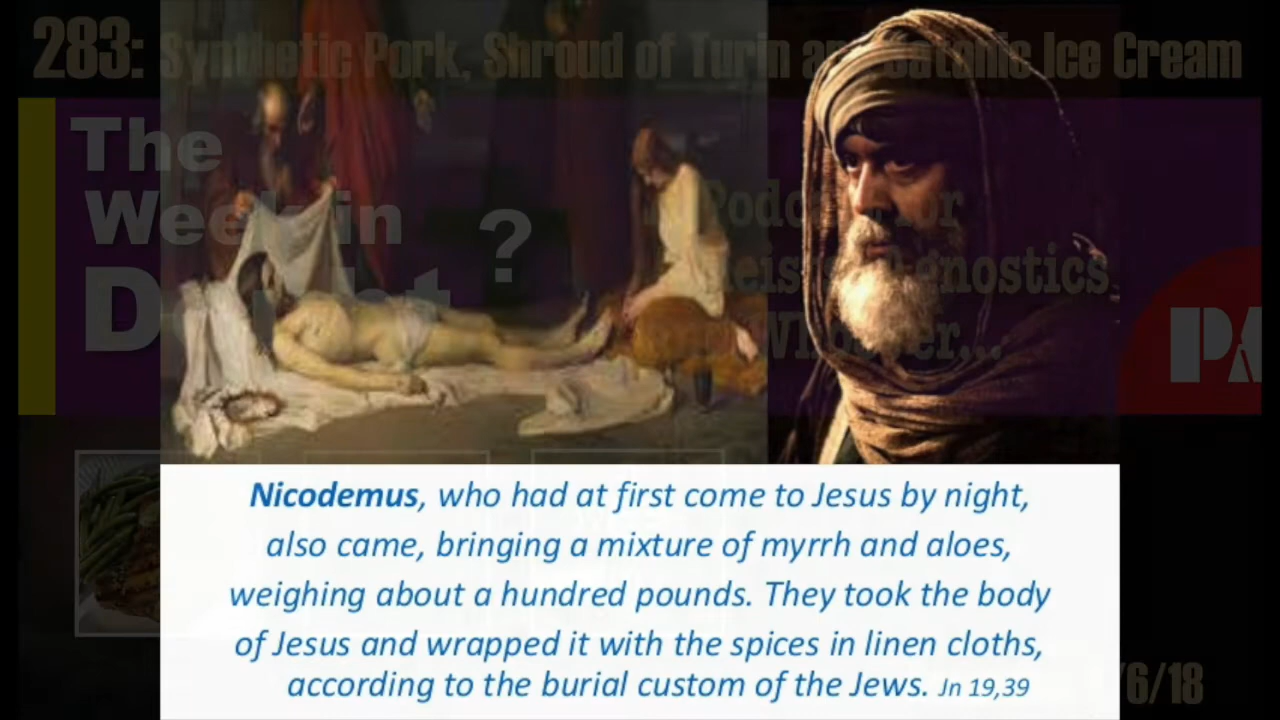 283: Synthetic Pork, Shroud of Turin and Satanic Ice Cream
The
Week in
Doubt
?
Nicodemus, who had at first come to Jesus by night,
also came, bringing a mixture of myrrh and aloes,
weighing about a hundred pounds. They took the body
of Jesus and wrapped it with the spices in linen cloths,
according to the burial custom of the Jews. Jn 19,39
/6/18